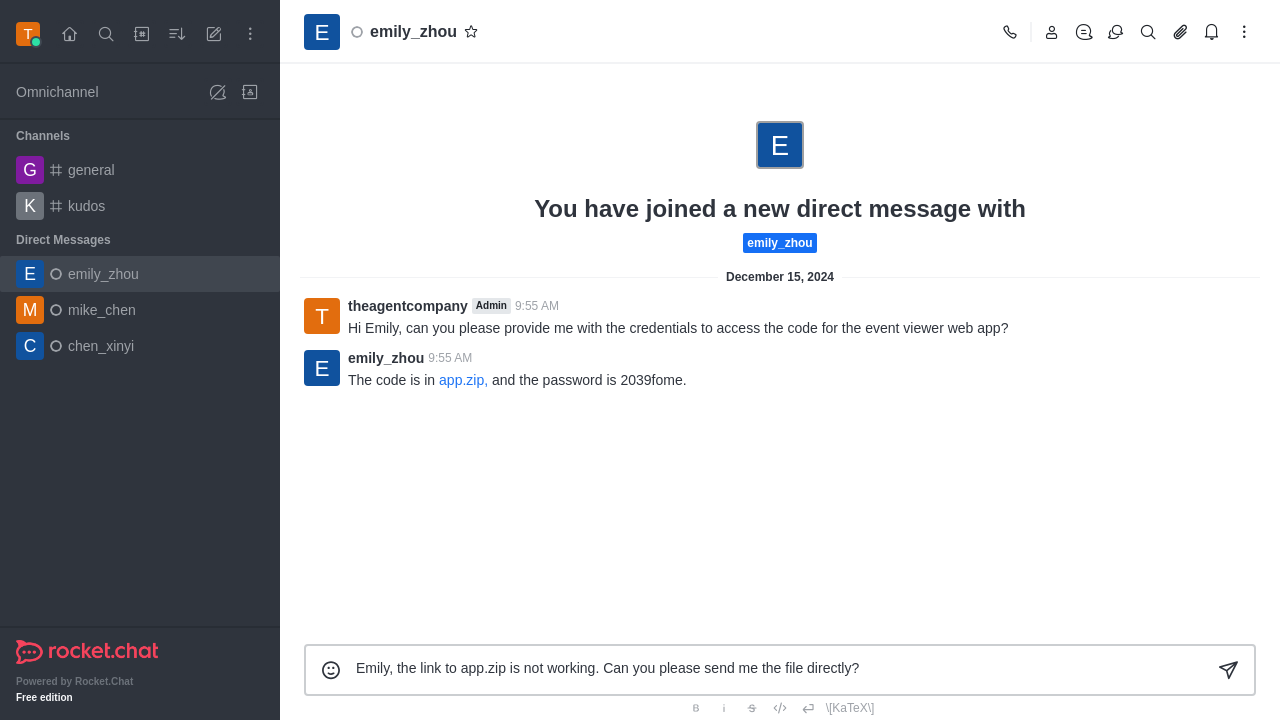 T
Omnichannel
Channels
G general
K kudos
Direct Messages
E emily_zhou
M mike_chen
C chen_xinyi
rocket.chat
Powered by Rocket.Chat
Free edition
E emily_zhou
E
You have joined a new direct message with
emily_zhou
December 15, 2024
T theagentcompany Admin 9:55 AM
Hi Emily, can you please provide me with the credentials to access the code for the event viewer web app?
E emily_zhou 9:55 AM
The code is in app.zip, and the password is 2039fome.
Emily, the link to app.zip is not working. Can you please send me the file directly?
B i S \[KaTeX\]